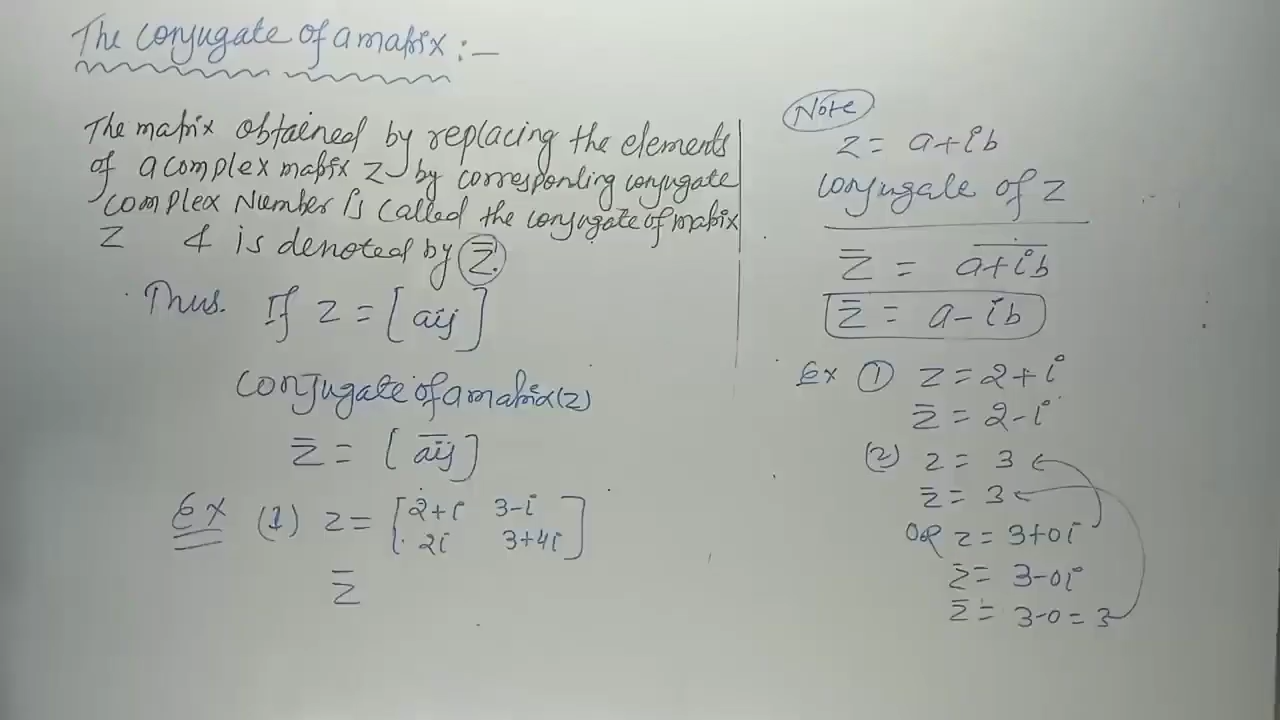 The Conjugate of a matrix :-
The matrix obtained by replacing the elements
of a complex matrix Z by corresponding conjugate
complex Number is called the conjugate of matrix
Z & is denoted by Z̅.
Thus. If Z = [aij]
Conjugate of a matrix (Z)
Z̅ = [a̅i̅j̅]
Ex (1) Z = [2+i 3-i
2i 3+4i]
Z̅
Note
Z = a+ib
Conjugate of Z
Z̅ = a̅+̅i̅b̅
Z̅ = a-ib
Ex (1) Z = 2+i
Z̅ = 2-i
(2) Z = 3
Z̅ = 3
OR Z = 3+0i
Z̅ = 3-0i
Z̅ = 3-0 = 3